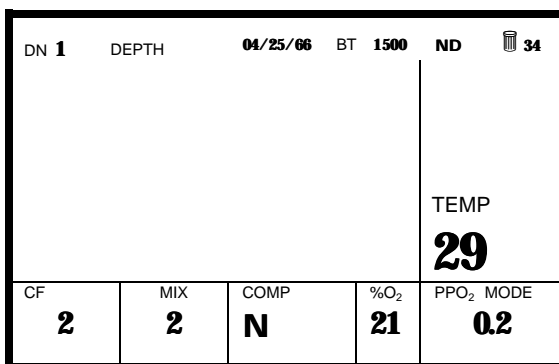 DN 1 DEPTH 04/25/66 BT 1500 ND 34
TEMP
29
CF MIX COMP %O₂ PPO₂ MODE
2 2 N 21 0.2